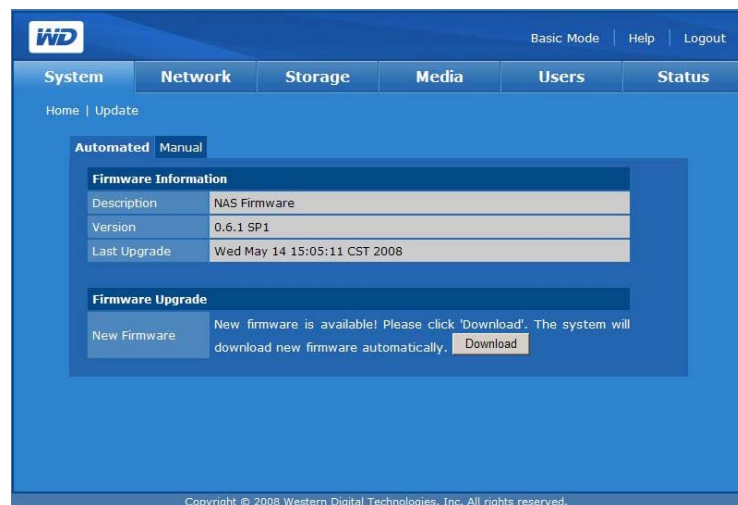 WD
Basic Mode | Help | Logout
System Network Storage Media Users Status
Home | Update
Automated Manual
Firmware Information
Description NAS Firmware
Version 0.6.1 SP1
Last Upgrade Wed May 14 15:05:11 CST 2008
Firmware Upgrade
New Firmware New firmware is available! Please click 'Download'. The system will
download new firmware automatically. Download
Copyright © 2008 Western Digital Technologies, Inc. All rights reserved.